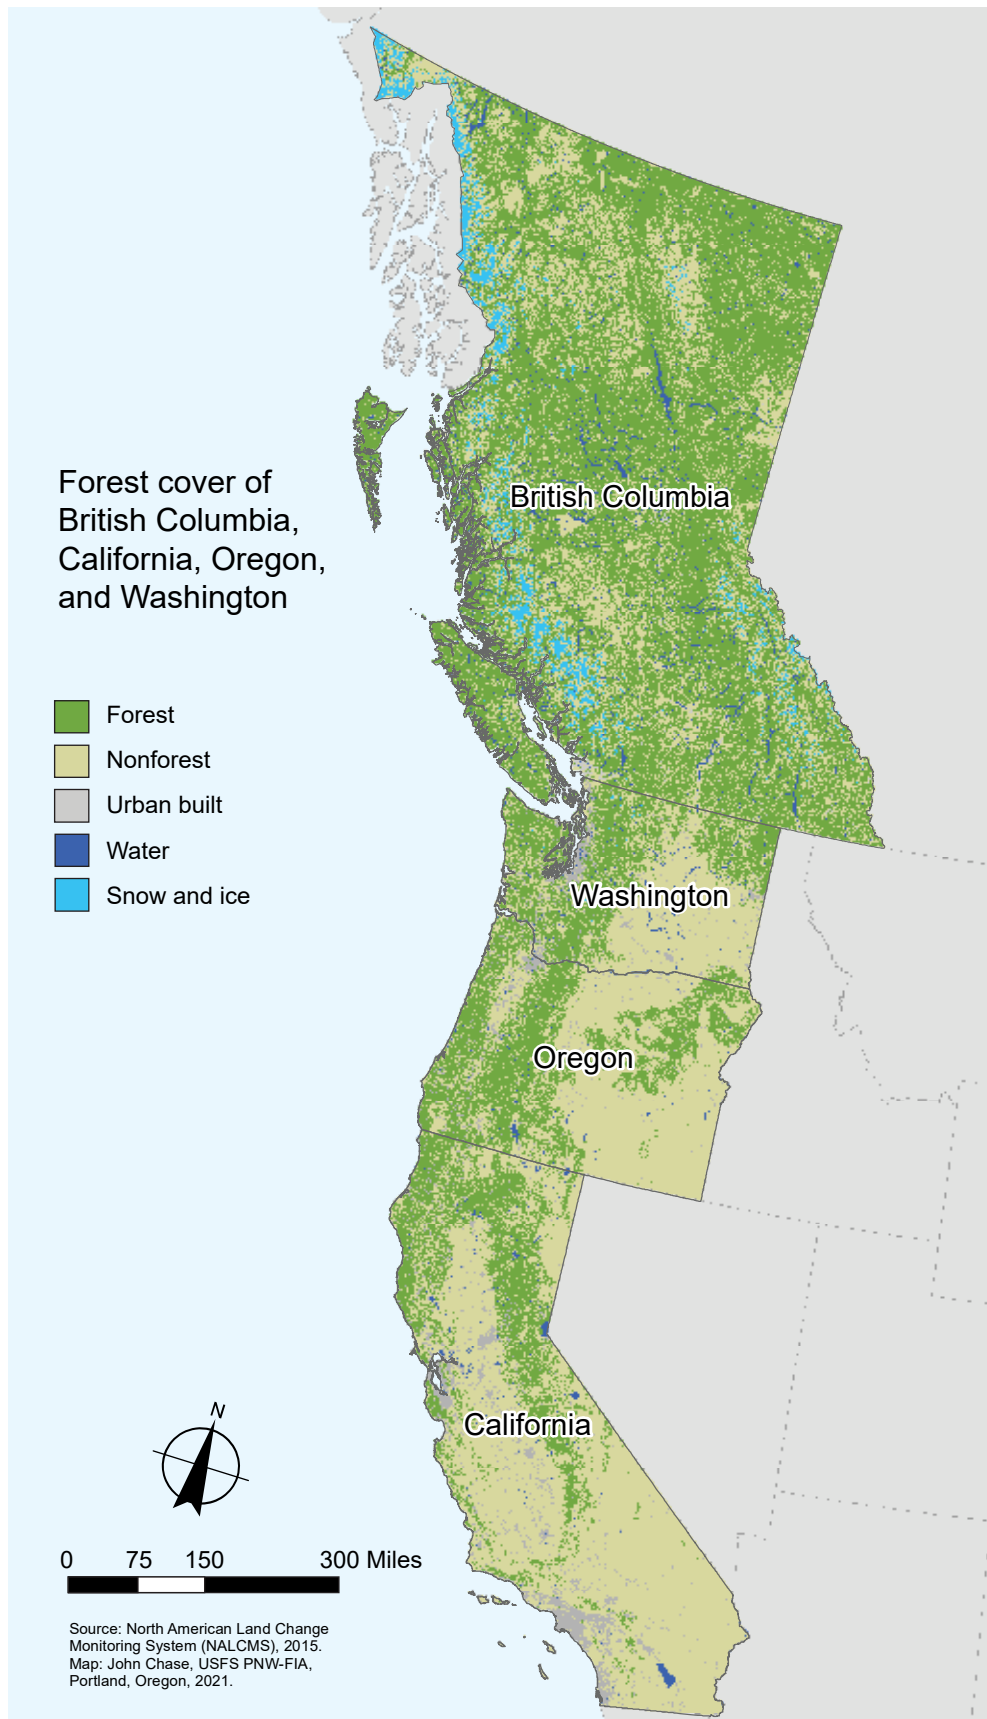 Forest cover of
British Columbia,
California, Oregon,
and Washington
Forest
Nonforest
Urban built
Water
Snow and ice
British Columbia
Washington
Oregon
California
N
0 75 150 300 Miles
Source: North American Land Change
Monitoring System (NALCMS), 2015.
Map: John Chase, USFS PNW-FIA,
Portland, Oregon, 2021.